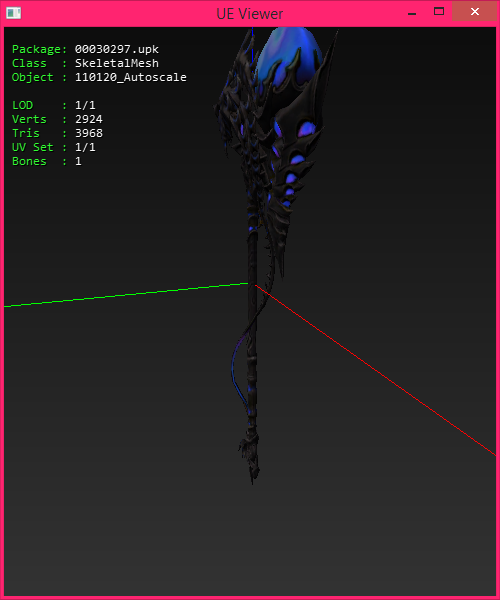 UE Viewer
Package: 00030297.upk
Class : SkeletalMesh
Object : 110120_Autoscale
LOD : 1/1
Verts : 2924
Tris : 3968
UV Set : 1/1
Bones : 1